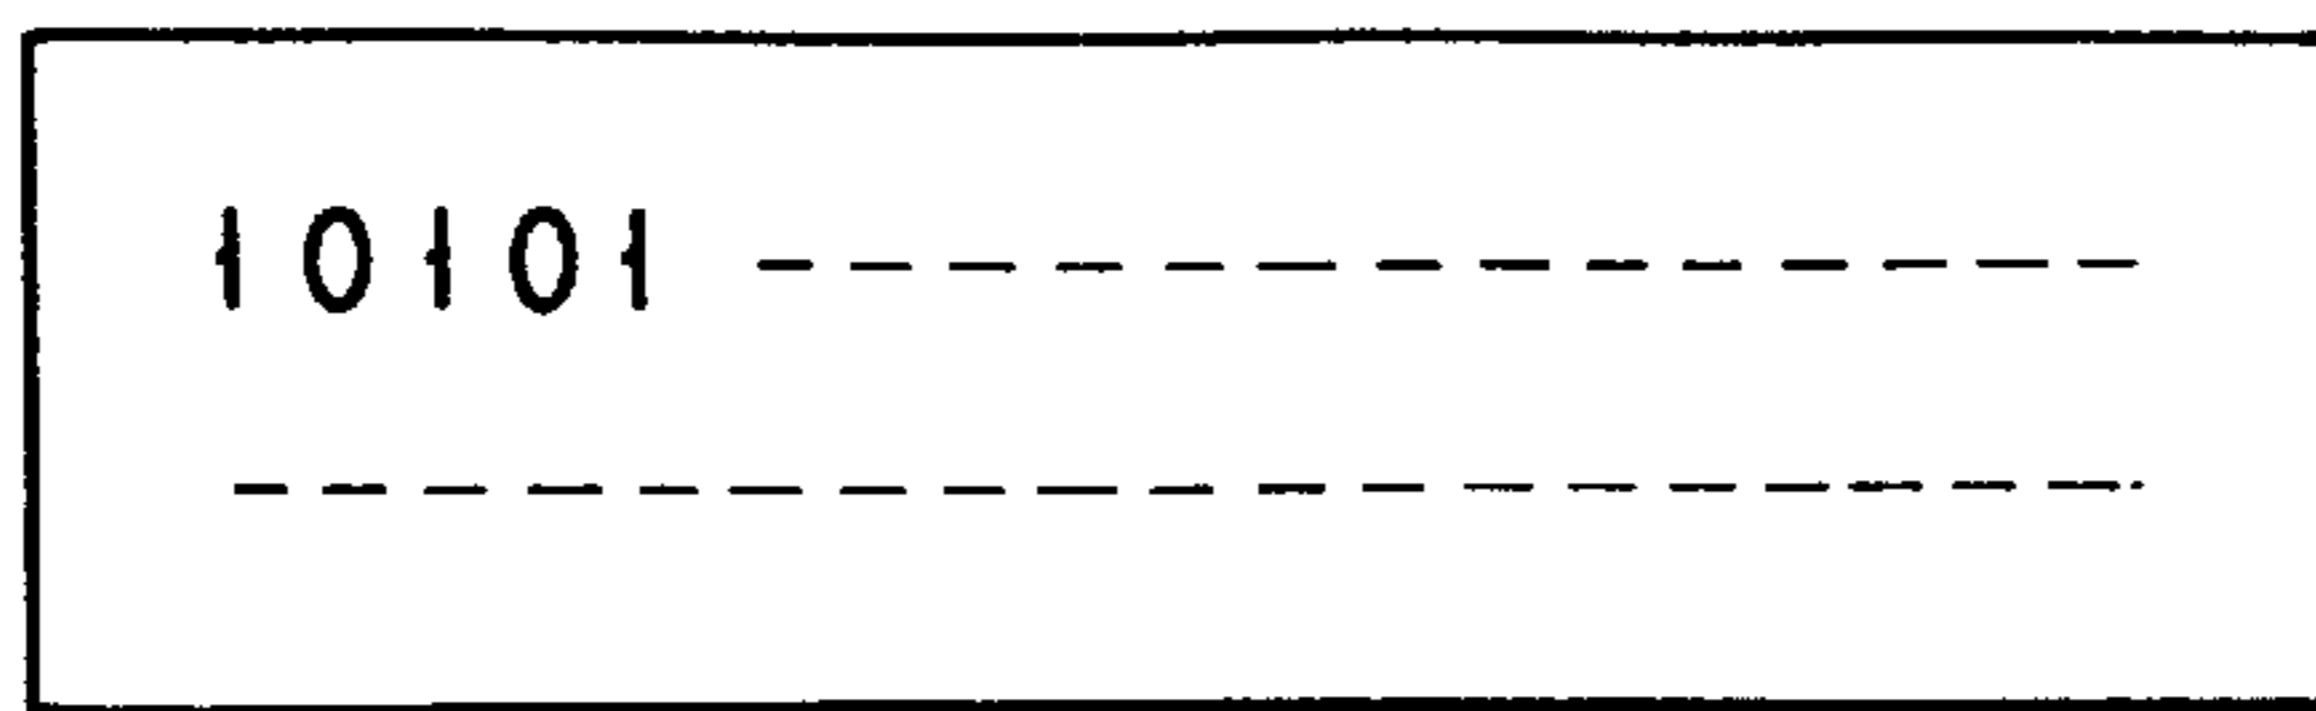 10101 — — — — — — — — — — — — — —
— — — — — — — — — — — — — — — — — — —